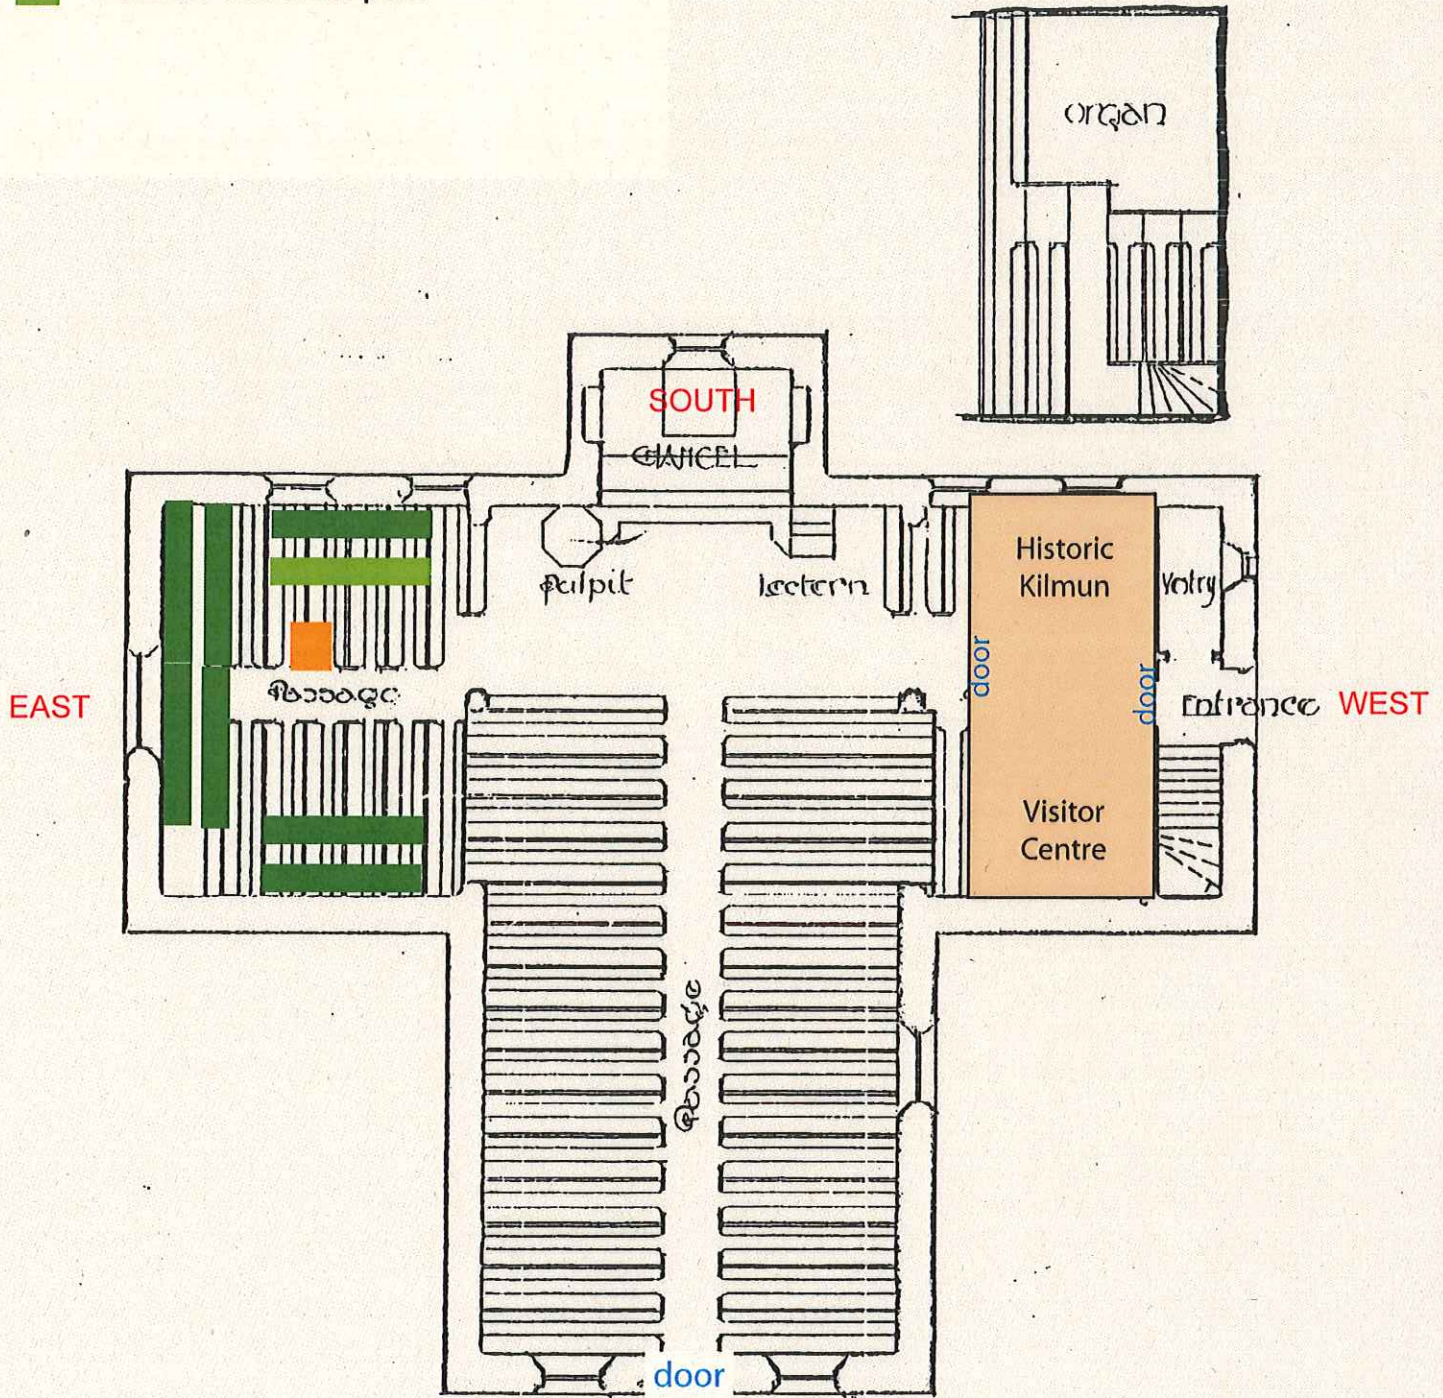 organ
SOUTH
CHANCEL
pulpit
lectern
Historic
Kilmun
Vestry
door
door
EAST
Passage
Entrance
WEST
Visitor
Centre
Passage
door